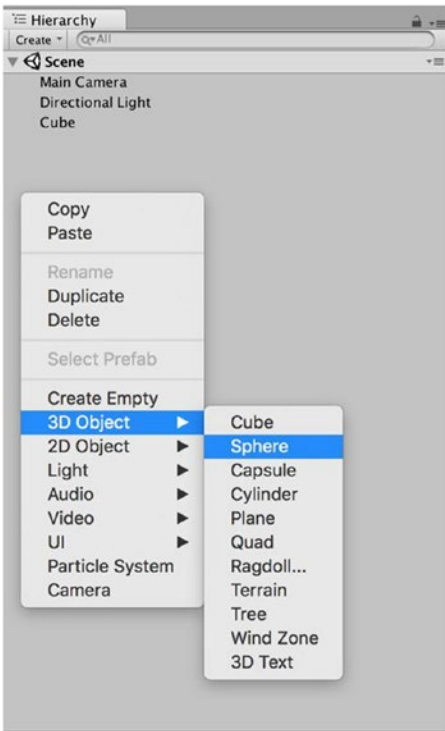 Hierarchy
Create All
Scene
Main Camera
Directional Light
Cube
Copy
Paste
Rename
Duplicate
Delete
Select Prefab
Create Empty
3D Object
2D Object
Light
Audio
Video
UI
Particle System
Camera
Cube
Sphere
Capsule
Cylinder
Plane
Quad
Ragdoll...
Terrain
Tree
Wind Zone
3D Text